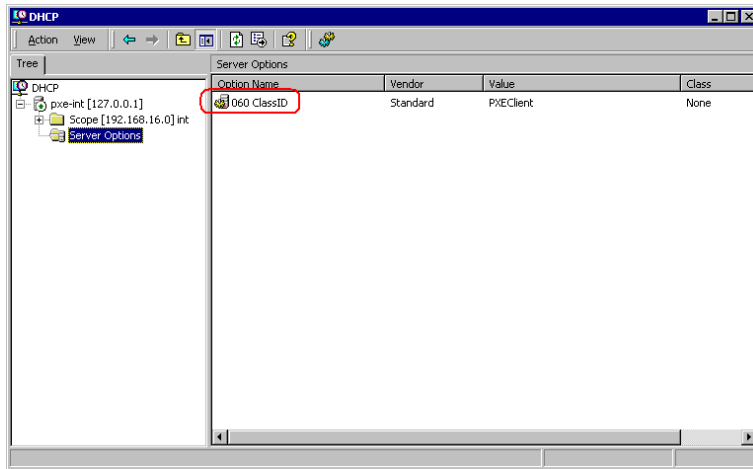 DHCP
Action View
Tree
Server Options
DHCP
pxe-int [127.0.0.1]
Scope [192.168.16.0] int
Server Options
Option Name Vendor Value Class
060 ClassID Standard PXEClient None